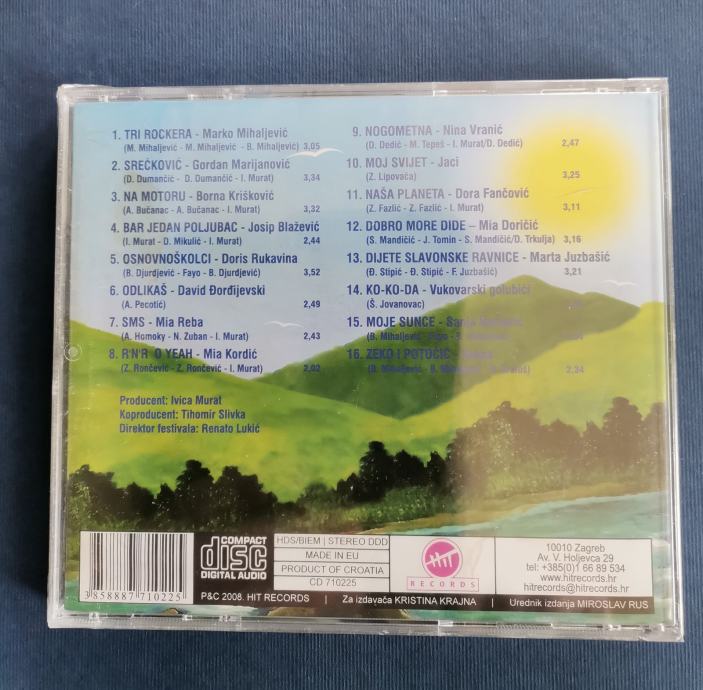 1. TRI ROCKERA - Marko Mihaljević
(M. Mihaljević - M. Mihaljević - B. Mihaljević) 3,05
2. SREČKOVIĆ - Gordan Marijanović
(D. Dumančić - D. Dumančić - I. Murat) 3,34
3. NA MOTORU - Borna Krišković
(A. Bučanac - A. Bučanac - I. Murat) 3,32
4. BAR JEDAN POLJUBAC - Josip Blažević
(I. Murat - D. Mikulić - I. Murat) 2,44
5. OSNOVNOŠKOLCI - Doris Rukavina
(B. Djurdjević - Fayo - B. Djurdjević) 3,52
6. ODLIKAŠ - David Đorđijevski
(A. Pecotić) 2,49
7. SMS - Mia Reba
(A. Homoky - N. Zuban - I. Murat) 2,43
8. R'N'R O YEAH - Mia Kordić
(Z. Rončević - Z. Rončević - I. Murat) 2,02
9. NOGOMETNA - Nina Vranić
(D. Dedić - M. Tepeš - I. Murat/D. Dedić) 2,47
10. MOJ SVIJET - Jaci
(Z. Lipovača) 3,25
11. NAŠA PLANETA - Dora Fančović
(Z. Fazlić - Z. Fazlić - I. Murat) 3,11
12. DOBRO MORE DIDE – Mia Doričić
(S. Mandičić - J. Tomin - S. Mandičić/D. Trkulja) 3,16
13. DIJETE SLAVONSKE RAVNICE - Marta Juzbašić
(Đ. Stipić - Đ. Stipić - F. Juzbašić) 3,21
14. KO-KO-DA - Vukovarski golubići
(Š. Jovanovac)
15. MOJE SUNCE -
(B. Mihaljević
16. ZEKO I POTOČIĆ -
2,34
Producent: Ivica Murat
Koproducent: Tihomir Slivka
Direktor festivala: Renato Lukić
3 858887 710225
COMPACT
disc
DIGITAL AUDIO
HDS/BIEM | STEREO DDD
MADE IN EU
PRODUCT OF CROATIA
CD 710225
Hit
RECORDS
10010 Zagreb
Av. V. Holjevca 29
tel: +385(0)1 66 89 534
www.hitrecords.hr
hitrecords@hitrecords.hr
P&C 2008. HIT RECORDS | Za izdavača KRISTINA KRAJNA | Urednik izdanja MIROSLAV RUS